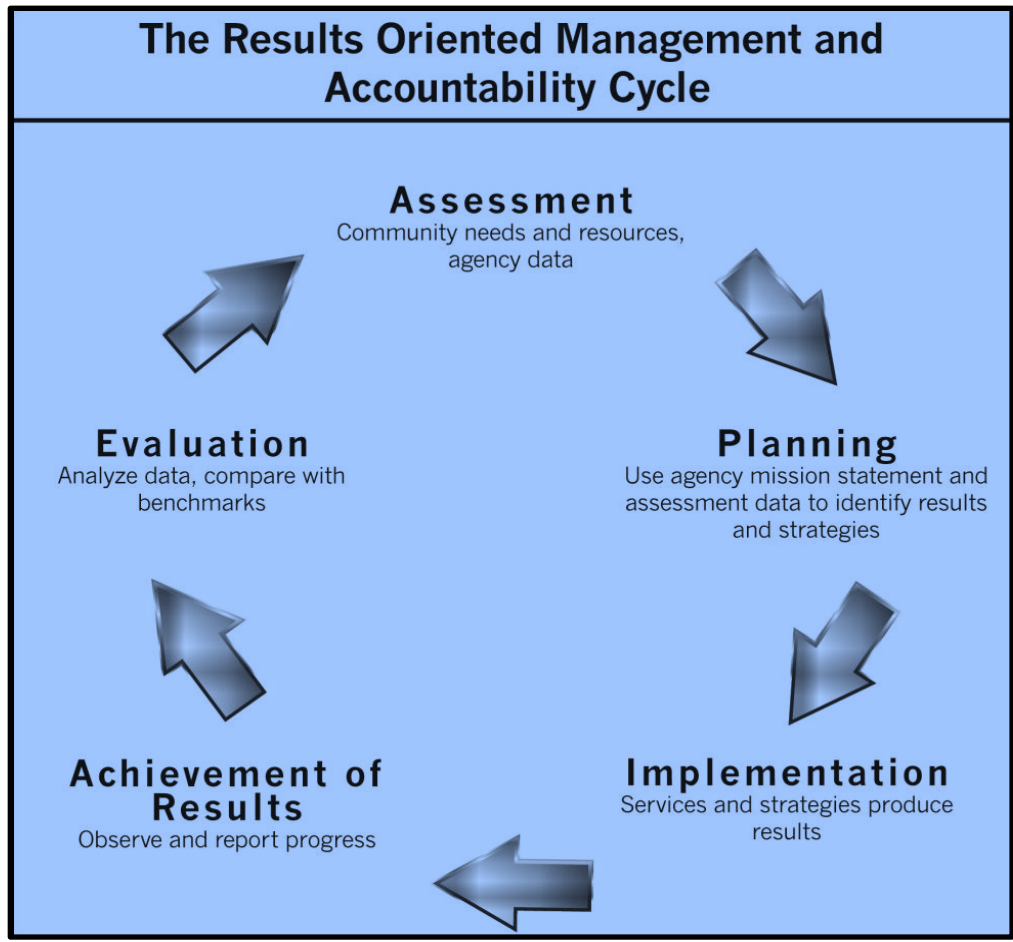 The Results Oriented Management and
Accountability Cycle
Assessment
Community needs and resources,
agency data
Planning
Use agency mission statement and
assessment data to identify results
and strategies
Implementation
Services and strategies produce
results
Achievement of
Results
Observe and report progress
Evaluation
Analyze data, compare with
benchmarks